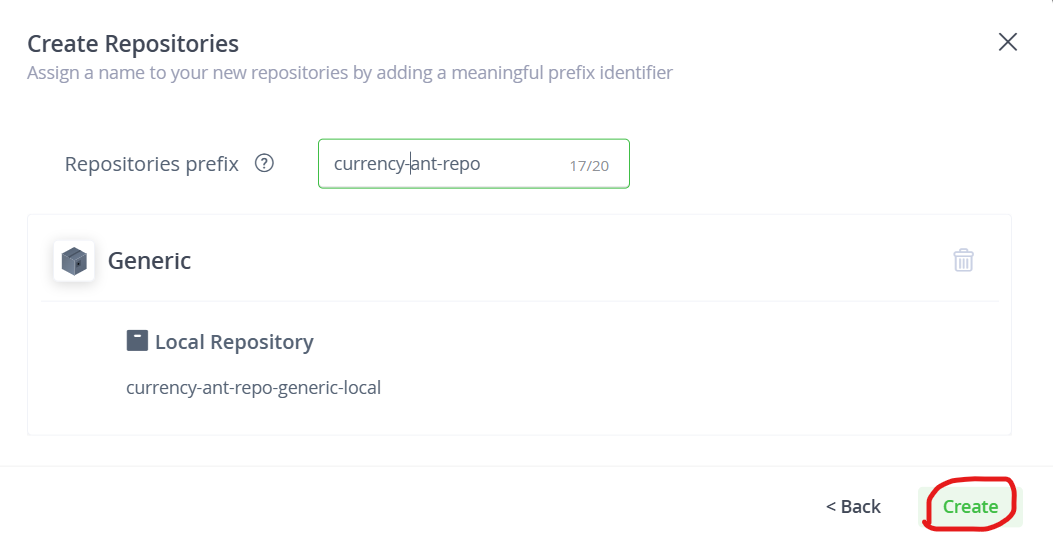 Create Repositories
Assign a name to your new repositories by adding a meaningful prefix identifier
Repositories prefix ? currency-ant-repo 17/20
Generic
Local Repository
currency-ant-repo-generic-local
< Back Create